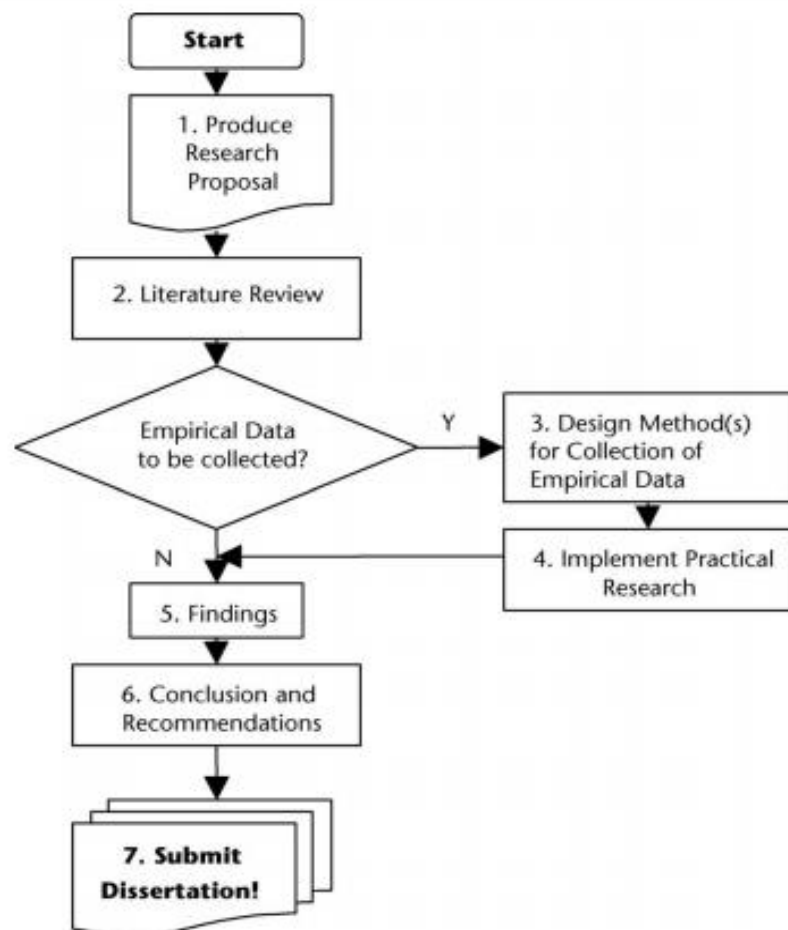 Start
1. Produce
Research
Proposal
2. Literature Review
Empirical Data
to be collected?
Y
3. Design Method(s)
for Collection of
Empirical Data
N
4. Implement Practical
Research
5. Findings
6. Conclusion and
Recommendations
7. Submit
Dissertation!